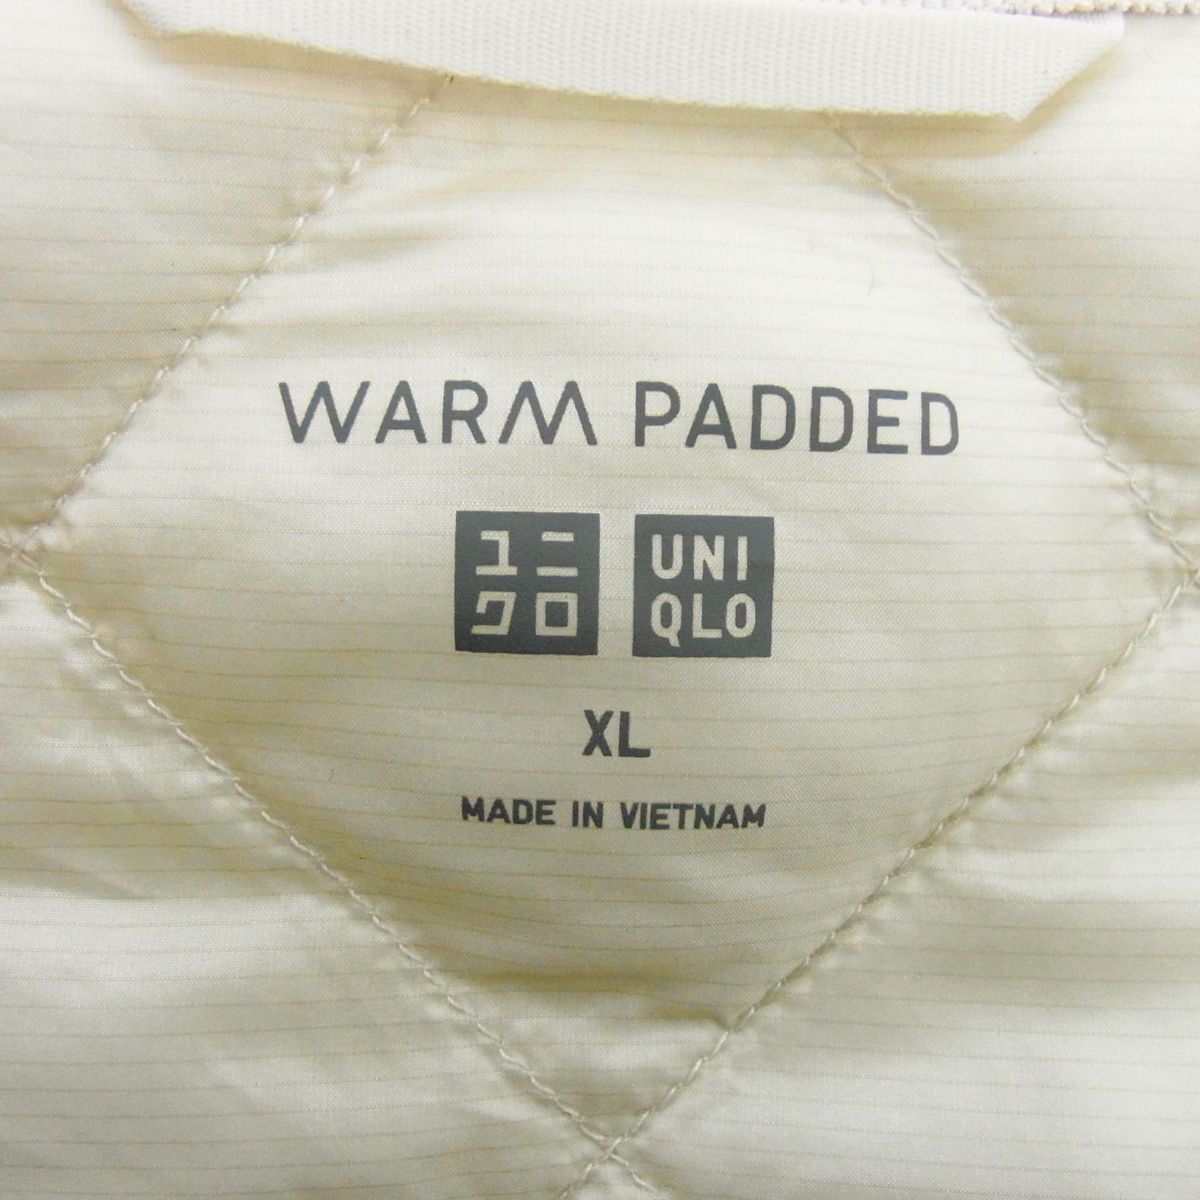 WARM PADDED
ユニ
クロ
UNI
QLO
XL
MADE IN VIETNAM